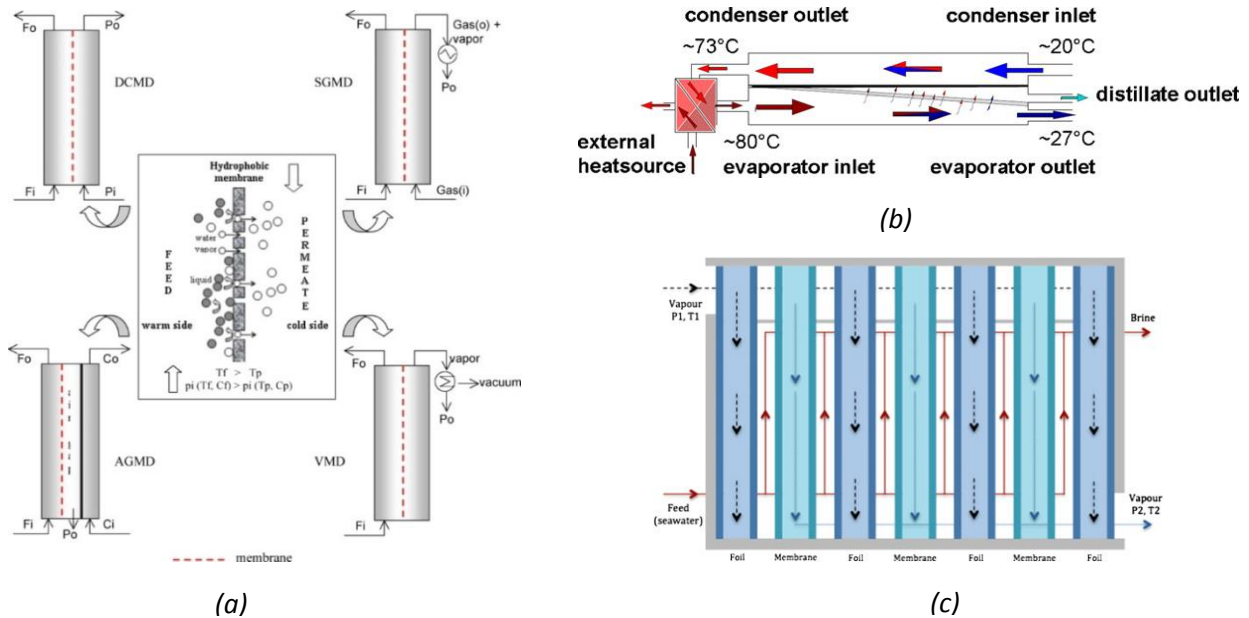 Fo
Po
DCMD
Fi
Pi
Fo
Gas(o) +
vapor
Po
SGMD
Fi
Gas(i)
Hydrophobic
membrane
water
vapor
liquid
FEED
PERMEATE
warm side
cold side
Tf > Tp
pi (Tf, Cf) > pi (Tp, Cp)
Fo
Co
AGMD
Fi
Po
Ci
Fo
vapor
vacuum
Po
VMD
Fi
membrane
(a)
condenser outlet
condenser inlet
~73°C
~20°C
distillate outlet
external
heatsource
~80°C
~27°C
evaporator inlet
evaporator outlet
(b)
Vapour
P1, T1
Brine
Feed
(seawater)
Vapour
P2, T2
Foil
Membrane
Foil
Membrane
Foil
Membrane
Foil
(c)